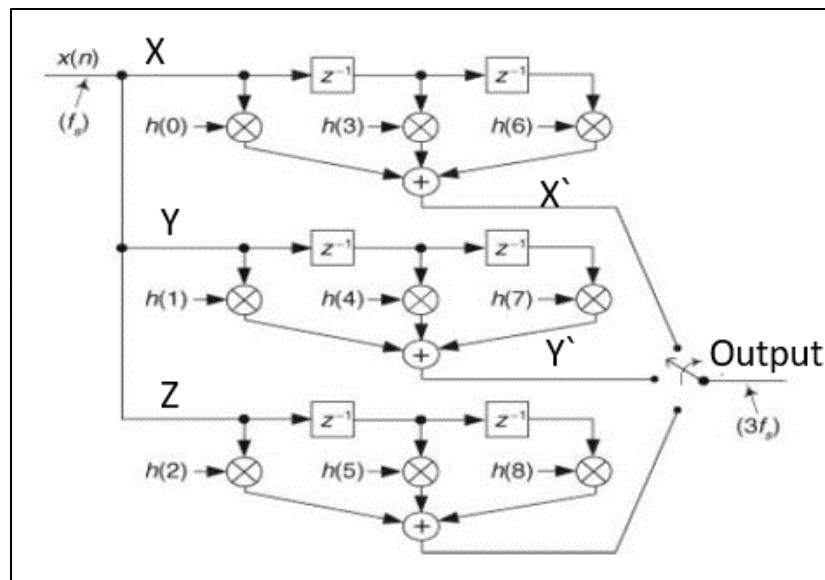 x(n) X
(fₛ)
z⁻¹ z⁻¹
h(0) h(3) h(6)
+
X`
Y
z⁻¹ z⁻¹
h(1) h(4) h(7)
+
Y`
Output
(3fₛ)
Z
z⁻¹ z⁻¹
h(2) h(5) h(8)
+